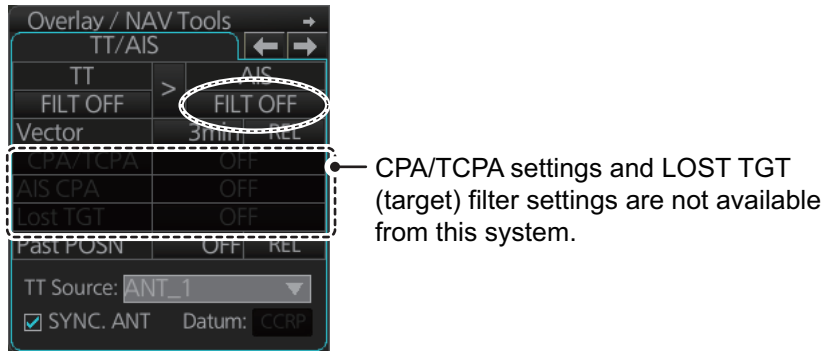 Overlay / NAV Tools
TT/AIS
TT > AIS
FILT OFF FILT OFF
Vector 3min REL
CPA/TCPA OFF
AIS CPA OFF
Lost TGT OFF
Past POSN OFF REL
TT Source: ANT_1
SYNC. ANT Datum: CCRP
CPA/TCPA settings and LOST TGT
(target) filter settings are not available
from this system.